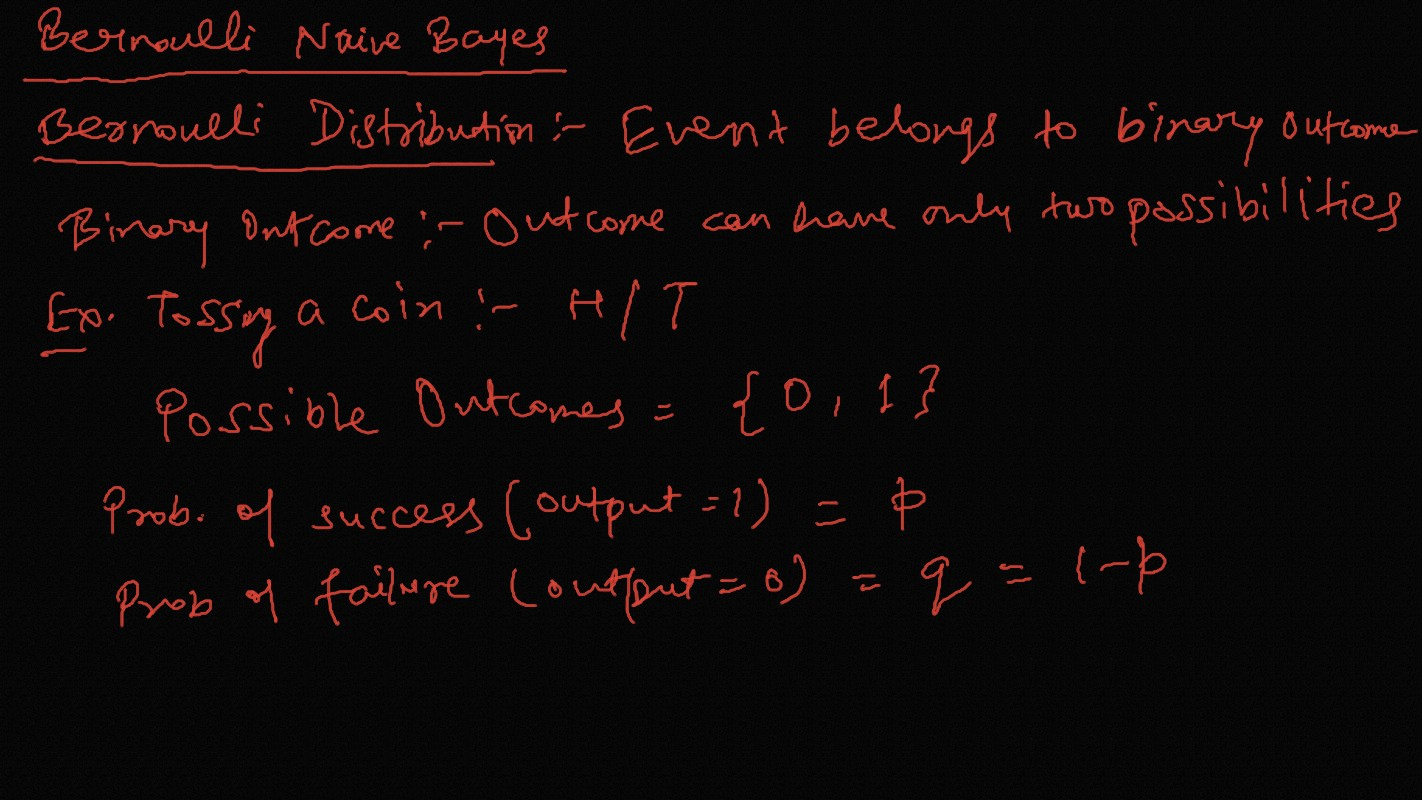 Bernoulli Naive Bayes
Bernoulli Distribution :- Event belongs to binary outcome
Binary Outcome :- Outcome can have only two possibilities
Ex. Tossing a coin :- H/T
Possible Outcomes = {0, 1}
Prob. of success (output = 1) = p
Prob of failure (output = 0) = q = 1-p